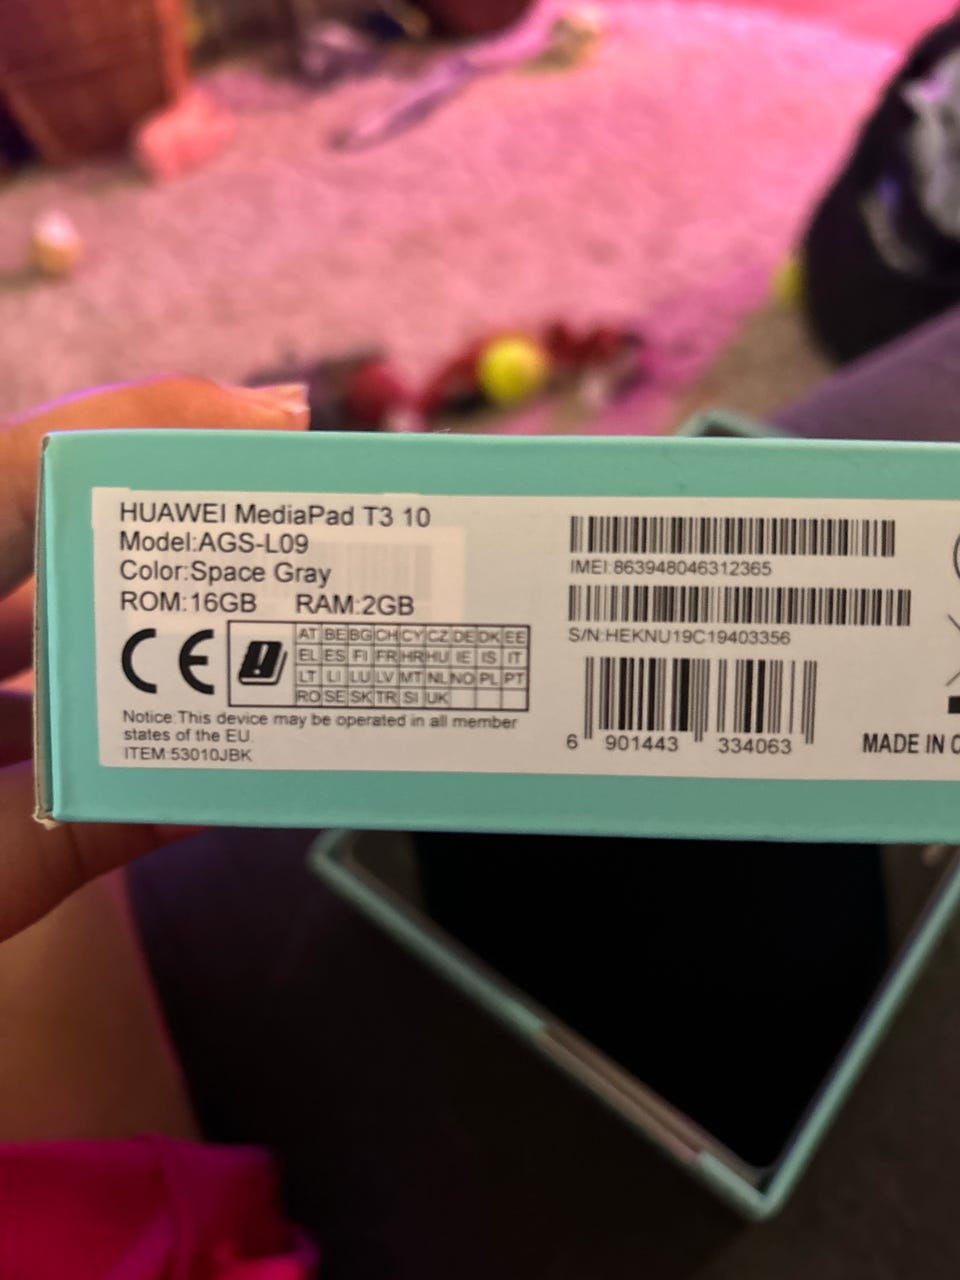 HUAWEI MediaPad T3 10
Model:AGS-L09
Color:Space Gray
ROM:16GB RAM:2GB
CE
AT BE BG CH CY CZ DE DK EE
EL ES FI FR HR HU IE IS IT
LT LI LU LV MT NL NO PL PT
RO SE SK TR SI UK
Notice:This device may be operated in all member
states of the EU.
ITEM:53010JBK
IMEI:863948046312365
S/N:HEKNU19C19403356
6 901443 334063
MADE IN